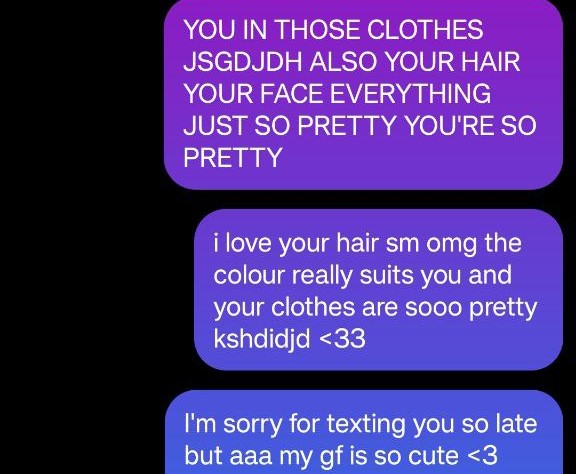 YOU IN THOSE CLOTHES
JSGDJDH ALSO YOUR HAIR
YOUR FACE EVERYTHING
JUST SO PRETTY YOU'RE SO
PRETTY
i love your hair sm omg the
colour really suits you and
your clothes are sooo pretty
kshdidjd <33
I'm sorry for texting you so late
but aaa my gf is so cute <3